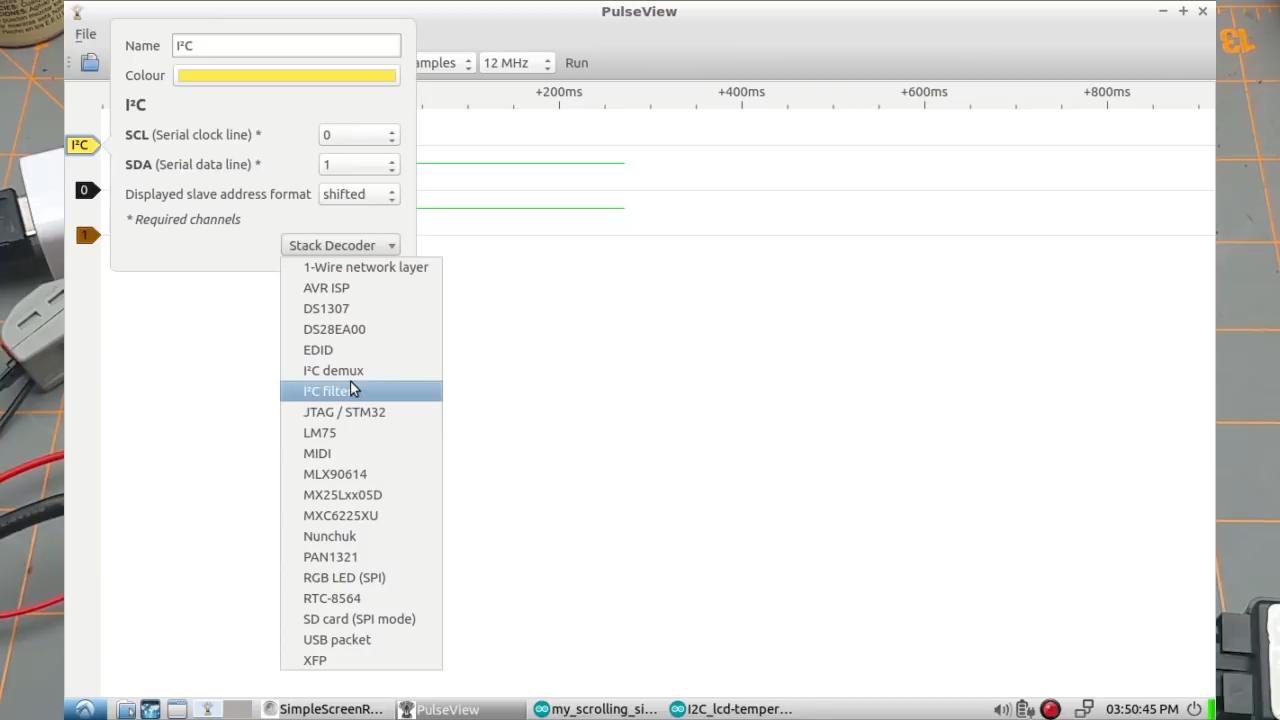 PulseView
File
Name I²C
Colour
amples 12 MHz Run
+200ms +400ms +600ms +800ms
I²C
SCL (Serial clock line) * 0
SDA (Serial data line) * 1
Displayed slave address format shifted
* Required channels
0
1
Stack Decoder
1-Wire network layer
AVR ISP
DS1307
DS28EA00
EDID
I²C demux
I²C filter
JTAG / STM32
LM75
MIDI
MLX90614
MX25Lxx05D
MXC6225XU
Nunchuk
PAN1321
RGB LED (SPI)
RTC-8564
SD card (SPI mode)
USB packet
XFP
13
SimpleScreenR... PulseView my_scrolling_si... I2C_lcd-temper... 03:50:45 PM